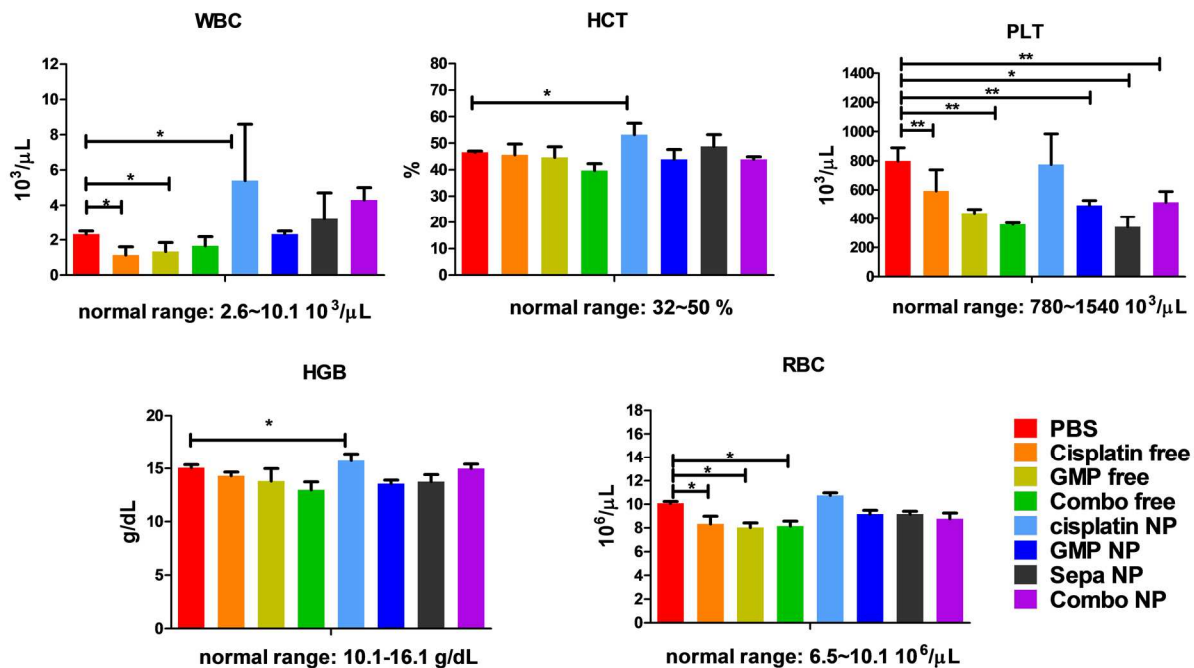 WBC
12
10
8
6
4
2
0
10³/µL
*
*
*
normal range: 2.6~10.1 10³/µL
HCT
80
70
60
50
40
30
20
10
0
%
*
normal range: 32~50 %
PLT
1400
1200
1000
800
600
400
200
0
10³/µL
**
*
**
**
**
normal range: 780~1540 10³/µL
HGB
20
15
10
5
0
g/dL
*
normal range: 10.1-16.1 g/dL
RBC
18
16
14
12
10
8
6
4
2
0
10⁶/µL
*
*
*
normal range: 6.5~10.1 10⁶/µL
PBS
Cisplatin free
GMP free
Combo free
cisplatin NP
GMP NP
Sepa NP
Combo NP